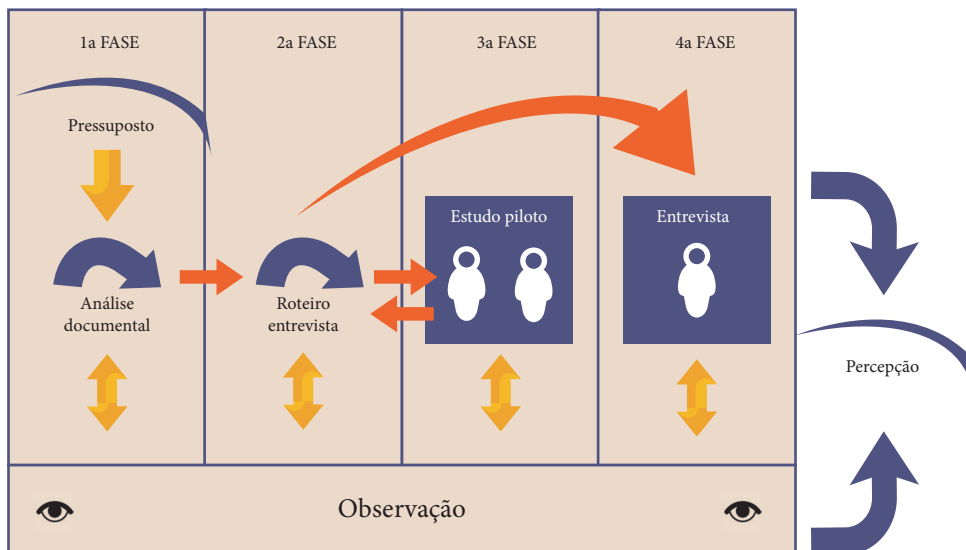 1a FASE
2a FASE
3a FASE
4a FASE
Pressuposto
Estudo piloto
Entrevista
Análise
documental
Roteiro
entrevista
Percepção
Observação